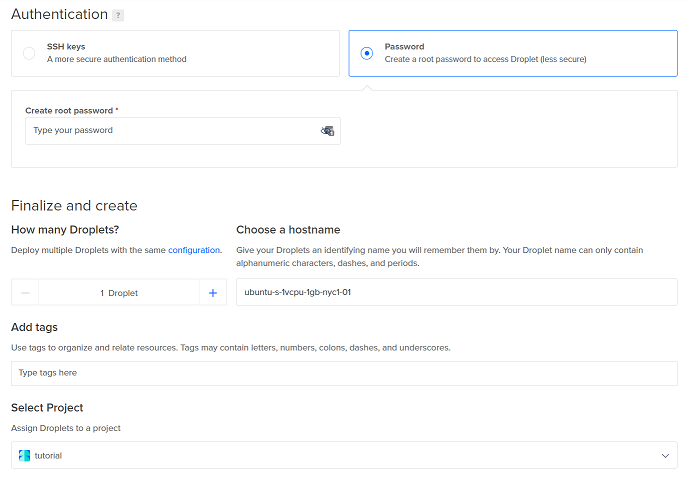 Authentication ?
SSH keys
A more secure authentication method
Password
Create a root password to access Droplet (less secure)
Create root password *
Type your password
Finalize and create
How many Droplets?
Deploy multiple Droplets with the same configuration.
1 Droplet
Choose a hostname
Give your Droplets an identifying name you will remember them by. Your Droplet name can only contain
alphanumeric characters, dashes, and periods.
ubuntu-s-1vcpu-1gb-nyc1-01
Add tags
Use tags to organize and relate resources. Tags may contain letters, numbers, colons, dashes, and underscores.
Type tags here
Select Project
Assign Droplets to a project
tutorial